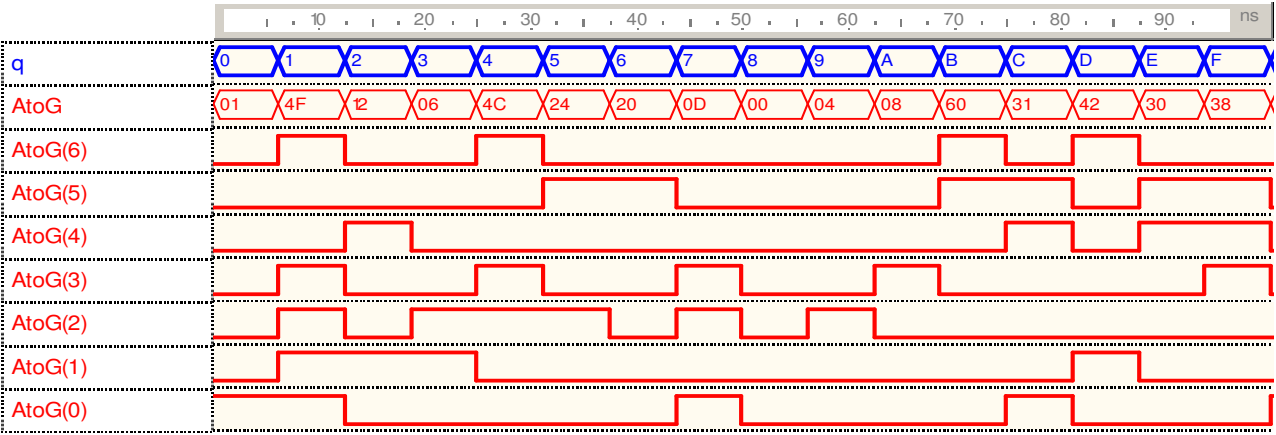 10 20 30 40 50 60 70 80 90 ns
q 0 1 2 3 4 5 6 7 8 9 A B C D E F
AtoG 01 4F 12 06 4C 24 20 0D 00 04 08 60 31 42 30 38
AtoG(6)
AtoG(5)
AtoG(4)
AtoG(3)
AtoG(2)
AtoG(1)
AtoG(0)